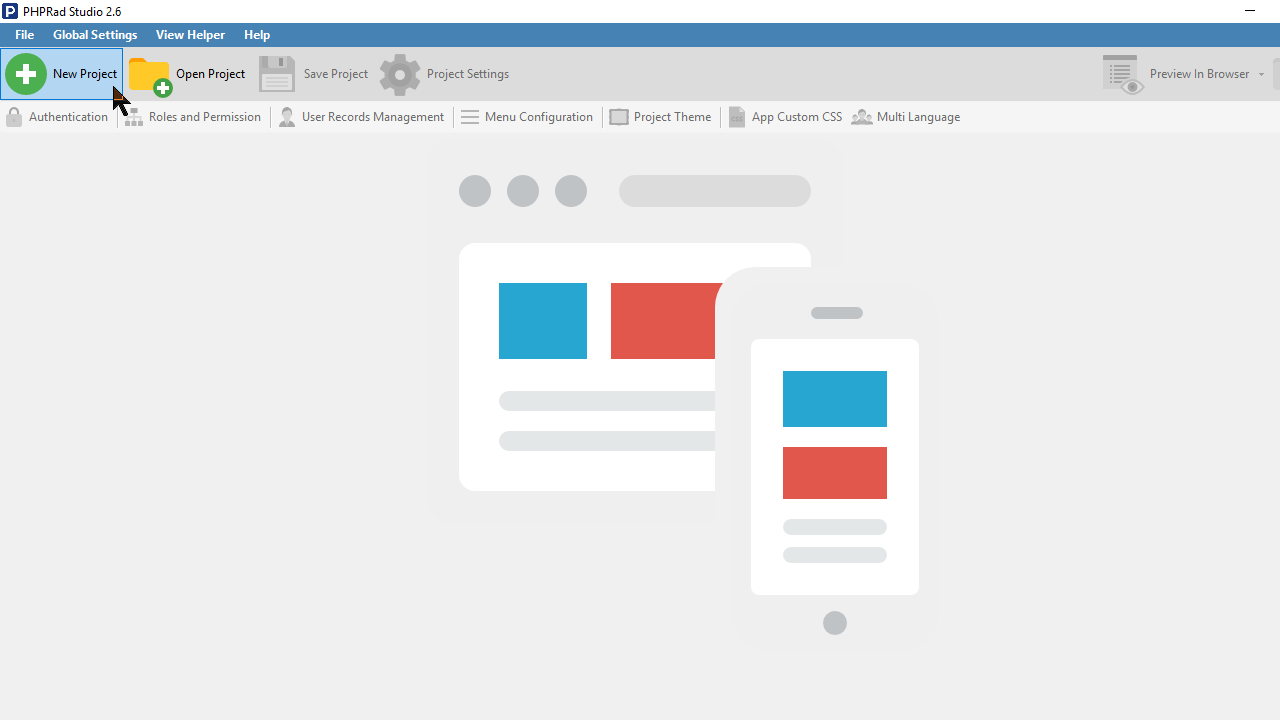 PHPRad Studio 2.6
File Global Settings View Helper Help
New Project Open Project Save Project Project Settings Preview In Browser
Authentication Roles and Permission User Records Management Menu Configuration Project Theme App Custom CSS Multi Language